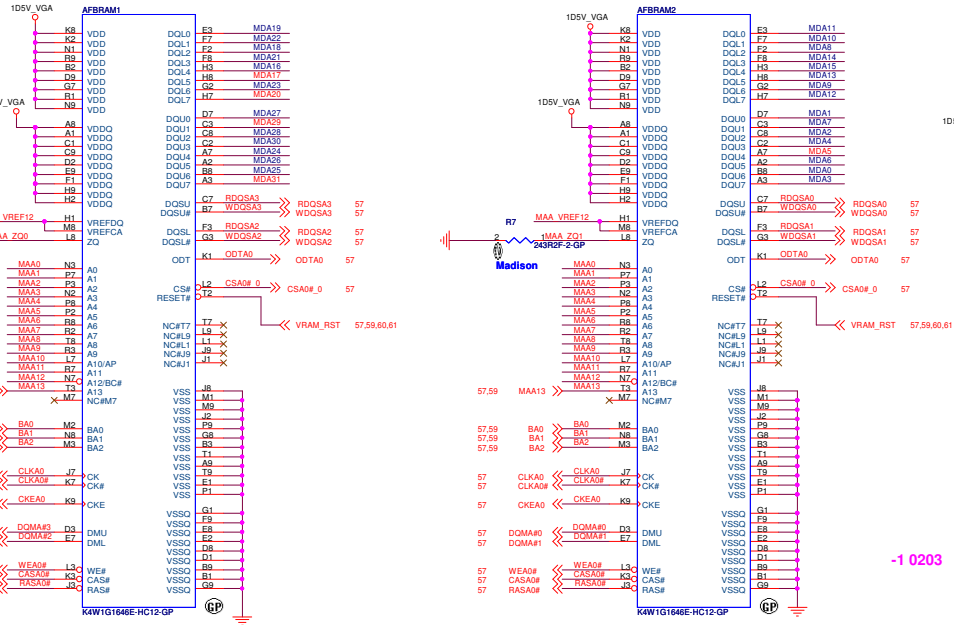 1D5V_VGA
AFBRAM1
K8 VDD DQL0 E3 MDA19
K2 VDD DQL1 F7 MDA22
N1 VDD DQL2 F2 MDA18
R9 VDD DQL3 F8 MDA21
B2 VDD DQL4 H3 MDA16
D9 VDD DQL5 H8 MDA17
G7 VDD DQL6 G2 MDA23
R1 VDD DQL7 H7 MDA20
N9 VDD
V_VGA
DQU0 D7 MDA27
A8 VDDQ DQU1 C3 MDA29
A1 VDDQ DQU2 C8 MDA28
C1 VDDQ DQU3 C2 MDA30
C9 VDDQ DQU4 A7 MDA24
D2 VDDQ DQU5 A2 MDA26
E9 VDDQ DQU6 B8 MDA25
F1 VDDQ DQU7 A3 MDA31
H9 VDDQ
H2 VDDQ
DQSU C7 RDQSA3 RDQSA3 57
DQSU# B7 WDQSA3 WDQSA3 57
VREF12 H1 VREFDQ
M8 VREFCA DQSL F3 RDQSA2 RDQSA2 57
AA_ZQ0 L8 ZQ DQSL# G3 WDQSA2 WDQSA2 57
ODT K1 ODTA0 ODTA0 57
MAA0 N3 A0
MAA1 P7 A1
MAA2 P3 A2 CS# L2 CSA0#_0 CSA0#_0 57
MAA3 N2 A3 RESET# T2
MAA4 P8 A4
MAA5 P2 A5
MAA6 R8 A6 NC#T7 T7 VRAM_RST 57,59,60,61
MAA7 R2 A7 NC#L9 L9
MAA8 T8 A8 NC#L1 L1
MAA9 R3 A9 NC#J9 J9
MAA10 L7 A10/AP NC#J1 J1
MAA11 R7 A11
MAA12 N7 A12/BC#
MAA13 T3 A13 VSS J8
M7 NC#M7 VSS M1
VSS M9
VSS J2
BA0 M2 BA0 VSS P9
BA1 N8 BA1 VSS G8
BA2 M3 BA2 VSS B3
VSS T1
VSS A9
CLKA0 J7 CK VSS T9
CLKA0# K7 CK# VSS E1
VSS P1
CKEA0 K9 CKE
VSSQ G1
VSSQ F9
DQMA#3 D3 DMU VSSQ E8
DQMA#2 E7 DML VSSQ E2
VSSQ D8
VSSQ D1
WEA0# L3 WE# VSSQ B9
CASA0# K3 CAS# VSSQ B1
RASA0# J3 RAS# VSSQ G9
K4W1G1646E-HC12-GP
GP
1D5V_VGA
AFBRAM2
K8 VDD DQL0 E3 MDA11
K2 VDD DQL1 F7 MDA10
N1 VDD DQL2 F2 MDA8
R9 VDD DQL3 F8 MDA14
B2 VDD DQL4 H3 MDA15
D9 VDD DQL5 H8 MDA13
G7 VDD DQL6 G2 MDA9
R1 VDD DQL7 H7 MDA12
N9 VDD
1D5V_VGA
DQU0 D7 MDA1
A8 VDDQ DQU1 C3 MDA7
A1 VDDQ DQU2 C8 MDA2
C1 VDDQ DQU3 C2 MDA4
C9 VDDQ DQU4 A7 MDA5
D2 VDDQ DQU5 A2 MDA6
E9 VDDQ DQU6 B8 MDA0
F1 VDDQ DQU7 A3 MDA3
H9 VDDQ
H2 VDDQ
DQSU C7 RDQSA0 RDQSA0 57
DQSU# B7 WDQSA0 WDQSA0 57
MAA_VREF12 H1 VREFDQ
R7
M8 VREFCA DQSL F3 RDQSA1 RDQSA1 57
2 1 MAA_ZQ1 L8 ZQ DQSL# G3 WDQSA1 WDQSA1 57
243R2F-2-GP
Madison
ODT K1 ODTA0 ODTA0 57
MAA0 N3 A0
MAA1 P7 A1
MAA2 P3 A2 CS# L2 CSA0#_0 CSA0#_0 57
MAA3 N2 A3 RESET# T2
MAA4 P8 A4
MAA5 P2 A5
MAA6 R8 A6 NC#T7 T7 VRAM_RST 57,59,60,61
MAA7 R2 A7 NC#L9 L9
MAA8 T8 A8 NC#L1 L1
MAA9 R3 A9 NC#J9 J9
MAA10 L7 A10/AP NC#J1 J1
MAA11 R7 A11
MAA12 N7 A12/BC#
57,59 MAA13 MAA13 T3 A13 VSS J8
M7 NC#M7 VSS M1
VSS M9
VSS J2
57,59 BA0 BA0 M2 BA0 VSS P9
57,59 BA1 BA1 N8 BA1 VSS G8
57,59 BA2 BA2 M3 BA2 VSS B3
VSS T1
VSS A9
57 CLKA0 CLKA0 J7 CK VSS T9
57 CLKA0# CLKA0# K7 CK# VSS E1
VSS P1
57 CKEA0 CKEA0 K9 CKE
VSSQ G1
VSSQ F9
57 DQMA#0 DQMA#0 D3 DMU VSSQ E8
57 DQMA#1 DQMA#1 E7 DML VSSQ E2
VSSQ D8
VSSQ D1
57 WEA0# WEA0# L3 WE# VSSQ B9
57 CASA0# CASA0# K3 CAS# VSSQ B1
57 RASA0# RASA0# J3 RAS# VSSQ G9
K4W1G1646E-HC12-GP
GP
1D
-1 0203